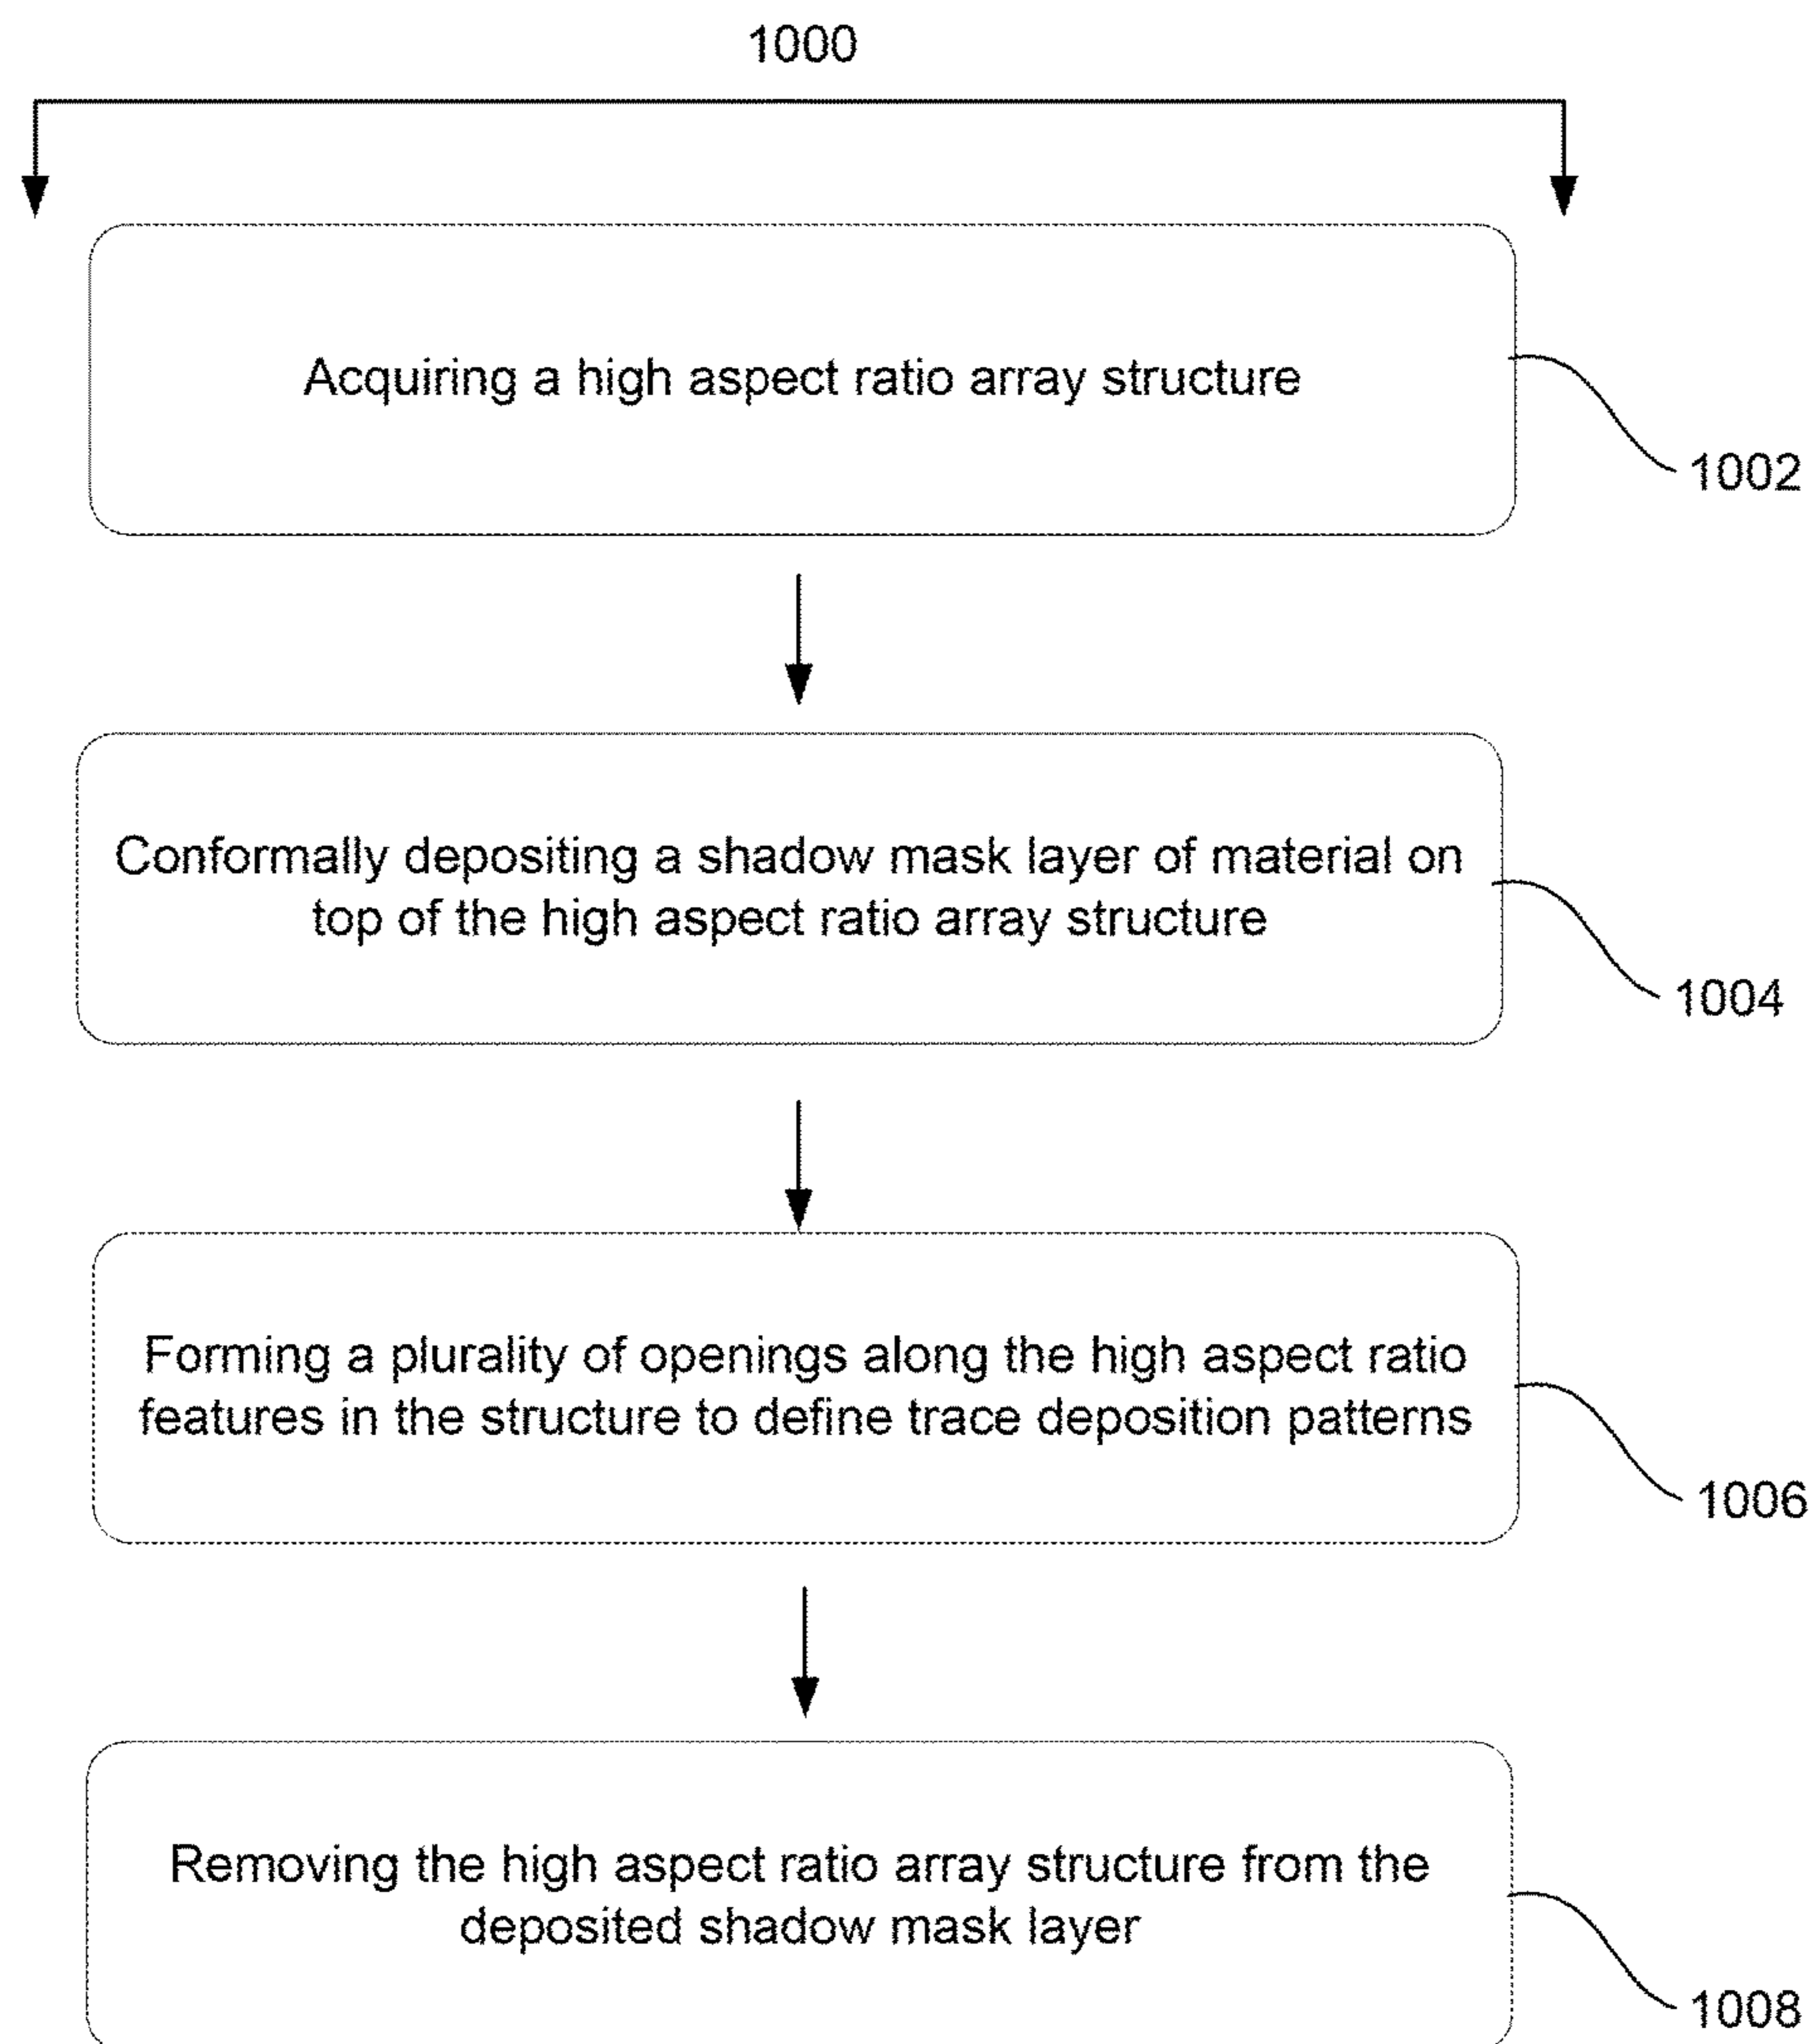 1000
Acquiring a high aspect ratio array structure
1002
Conformally depositing a shadow mask layer of material on
top of the high aspect ratio array structure
1004
Forming a plurality of openings along the high aspect ratio
features in the structure to define trace deposition patterns
1006
Removing the high aspect ratio array structure from the
deposited shadow mask layer
1008